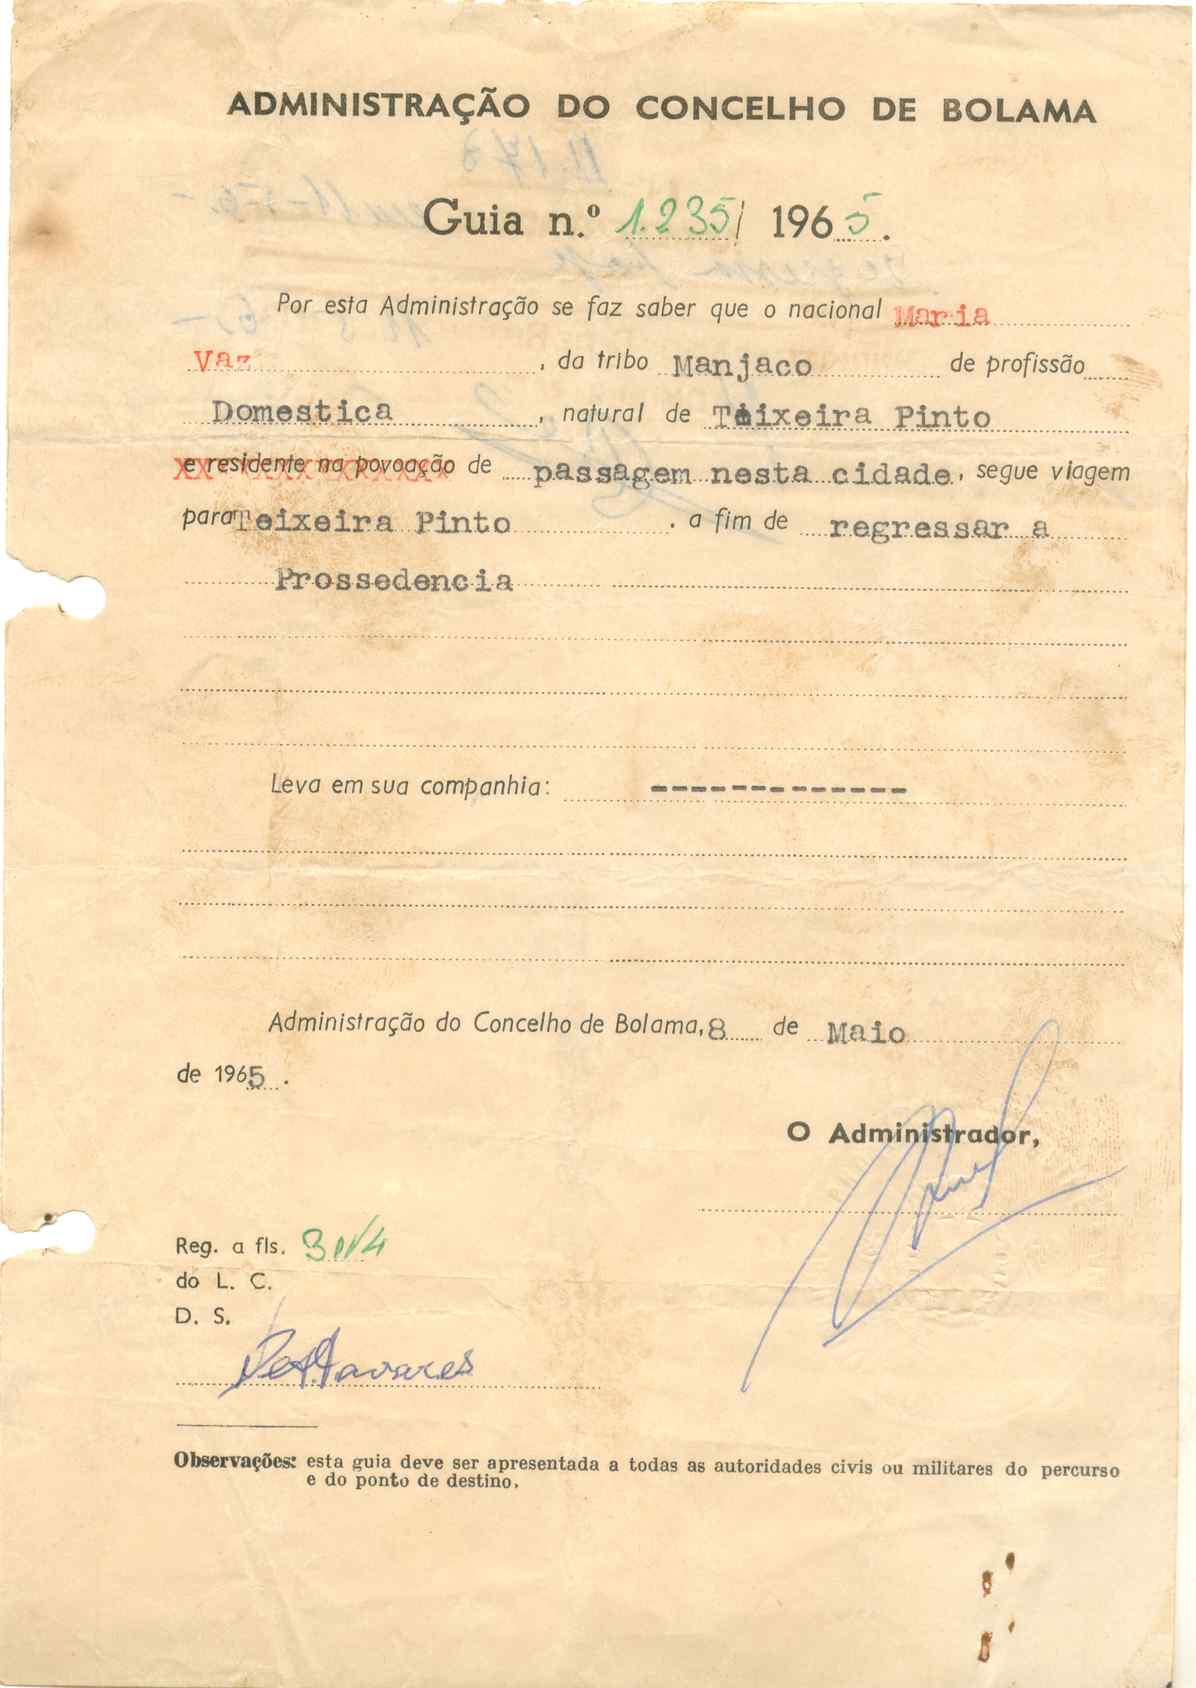 ADMINISTRAÇÃO DO CONCELHO DE BOLAMA
Guia n.º 1.235/ 1965.
Por esta Administração se faz saber que o nacional Maria
Vaz, da tribo Manjaco de profissão
Domestica, natural de Teixeira Pinto
e residente na povoação de passagem nesta cidade, segue viagem
para Teixeira Pinto. a fim de regressar a
Prossedencia
Leva em sua companhia: -------------
Administração do Concelho de Bolama, 8 de Maio
de 1965.
O Administrador,
Reg. a fls.
do L. C.
D. S.
Tavares
Observações: esta guia deve ser apresentada a todas as autoridades civis ou militares do percurso
e do ponto de destino.